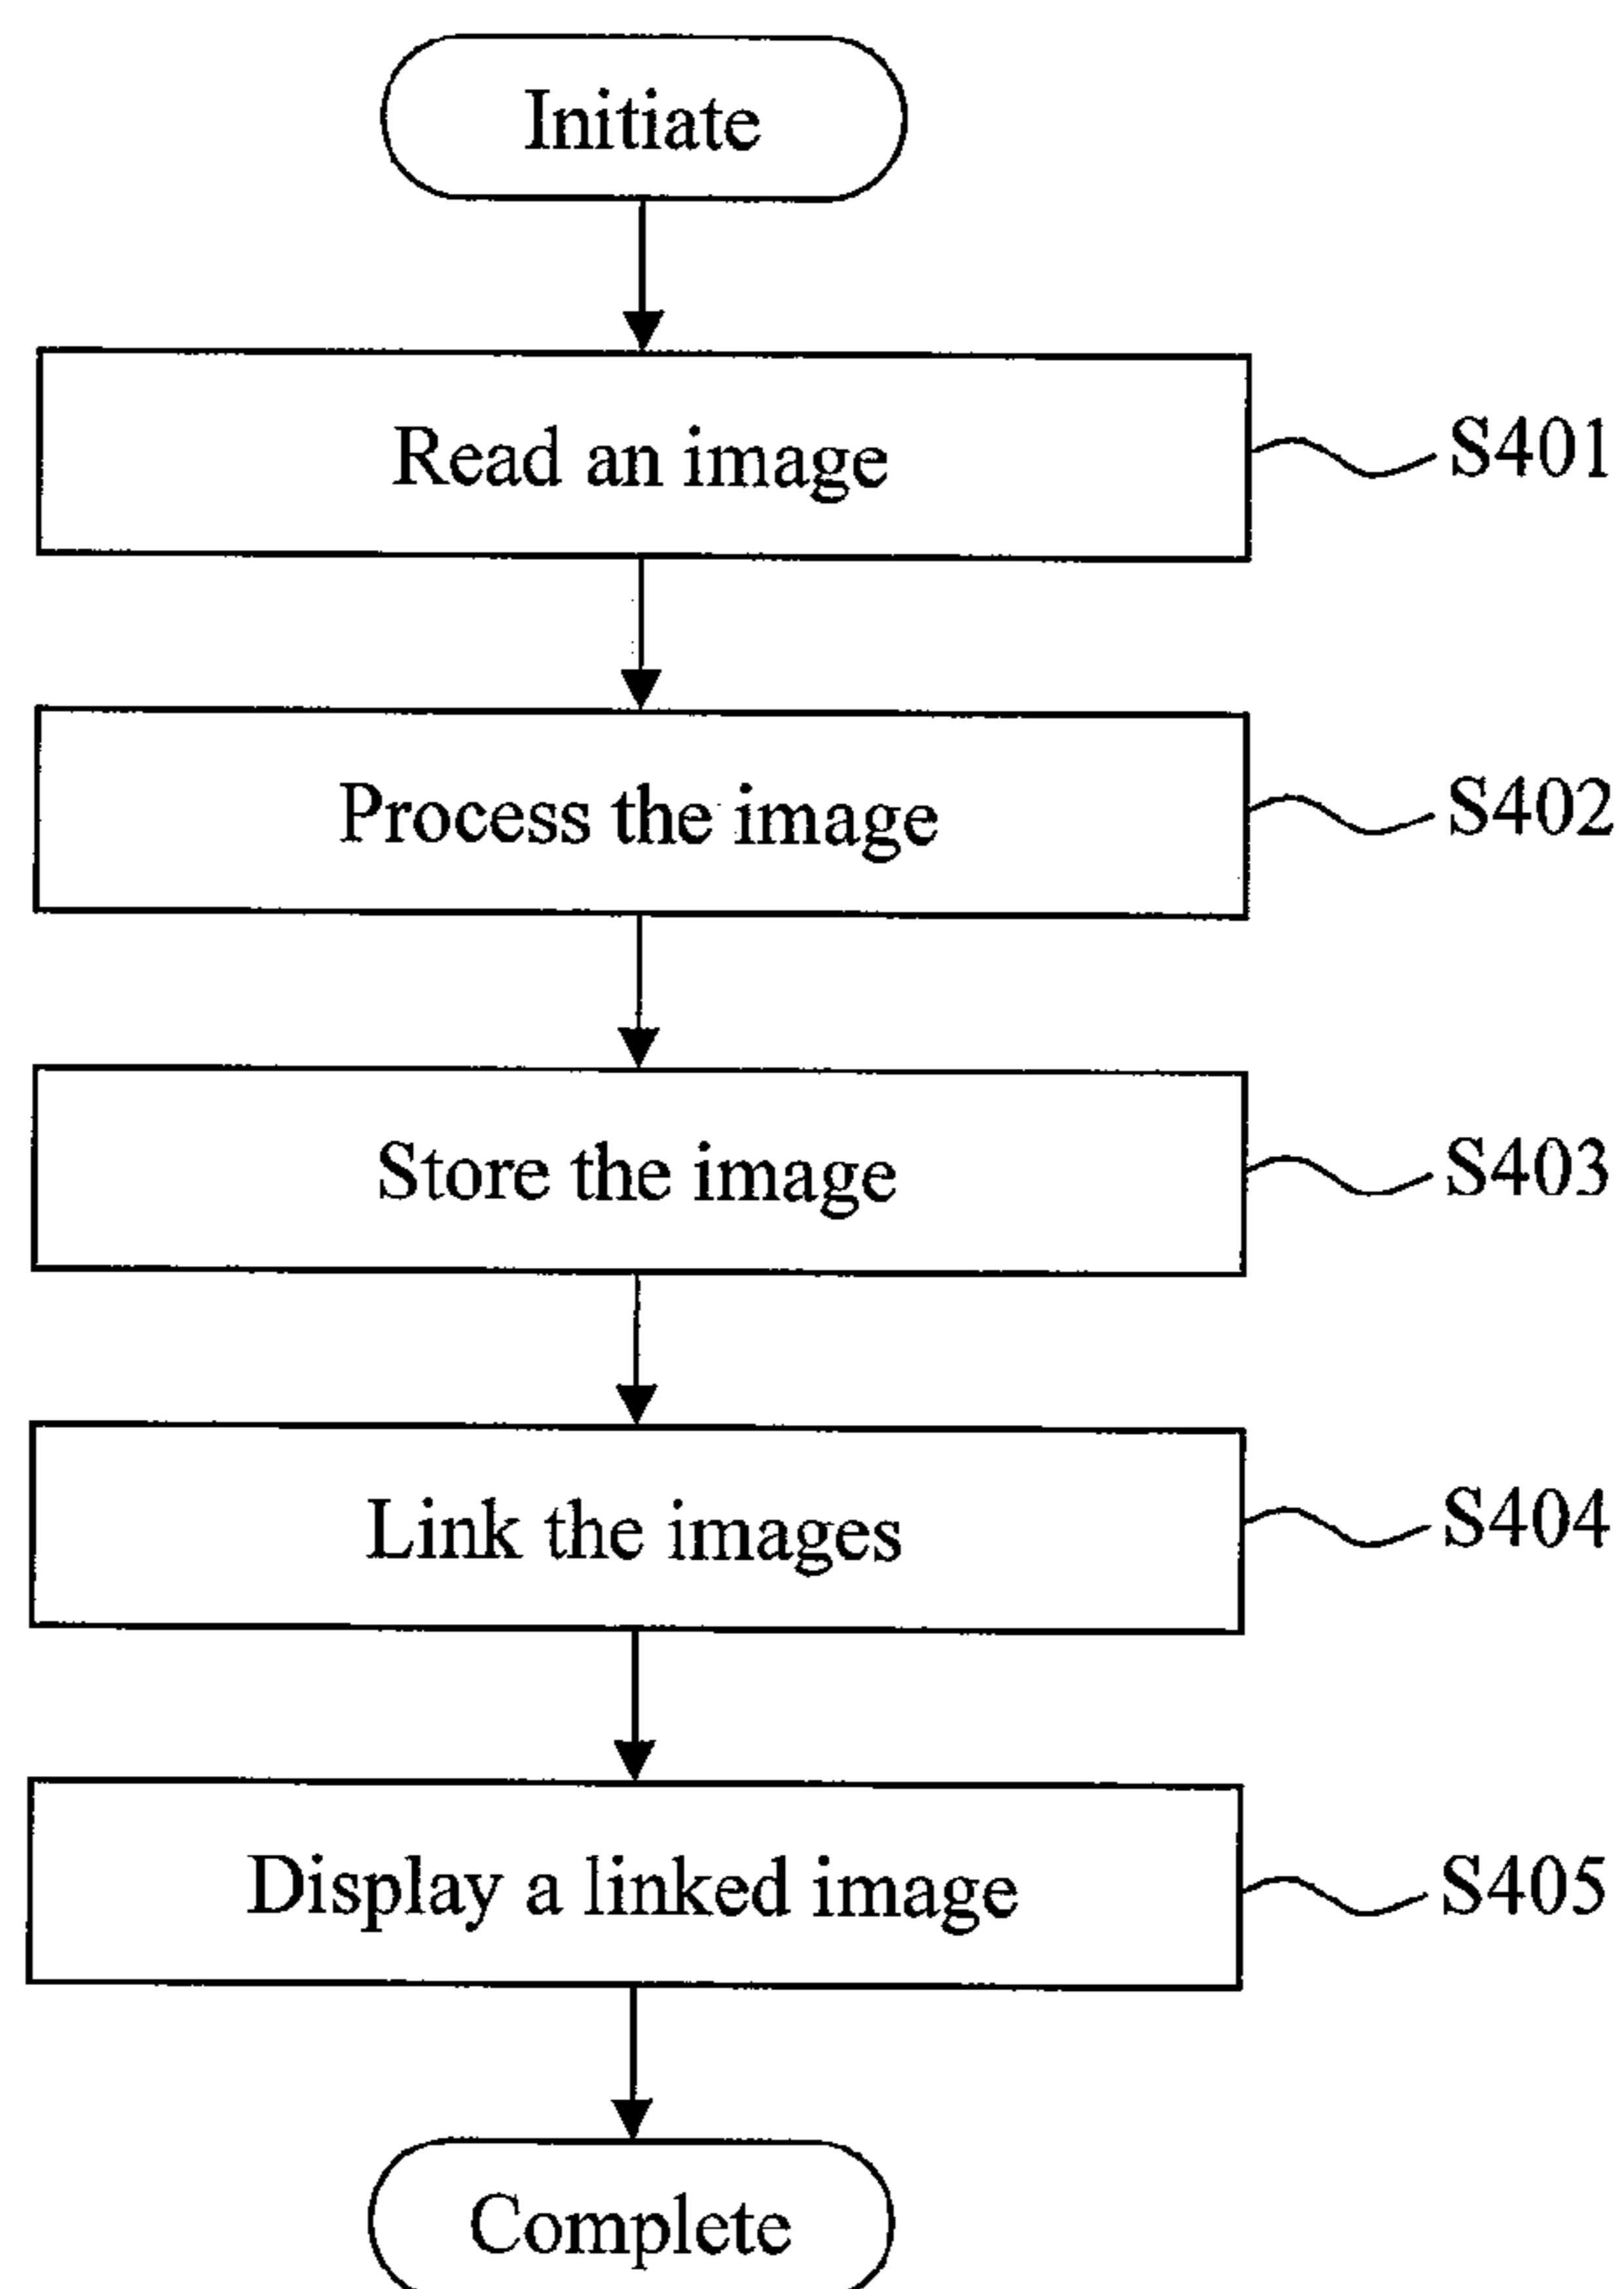 Initiate
Read an image
S401
Process the image
S402
Store the image
S403
Link the images
S404
Display a linked image
S405
Complete